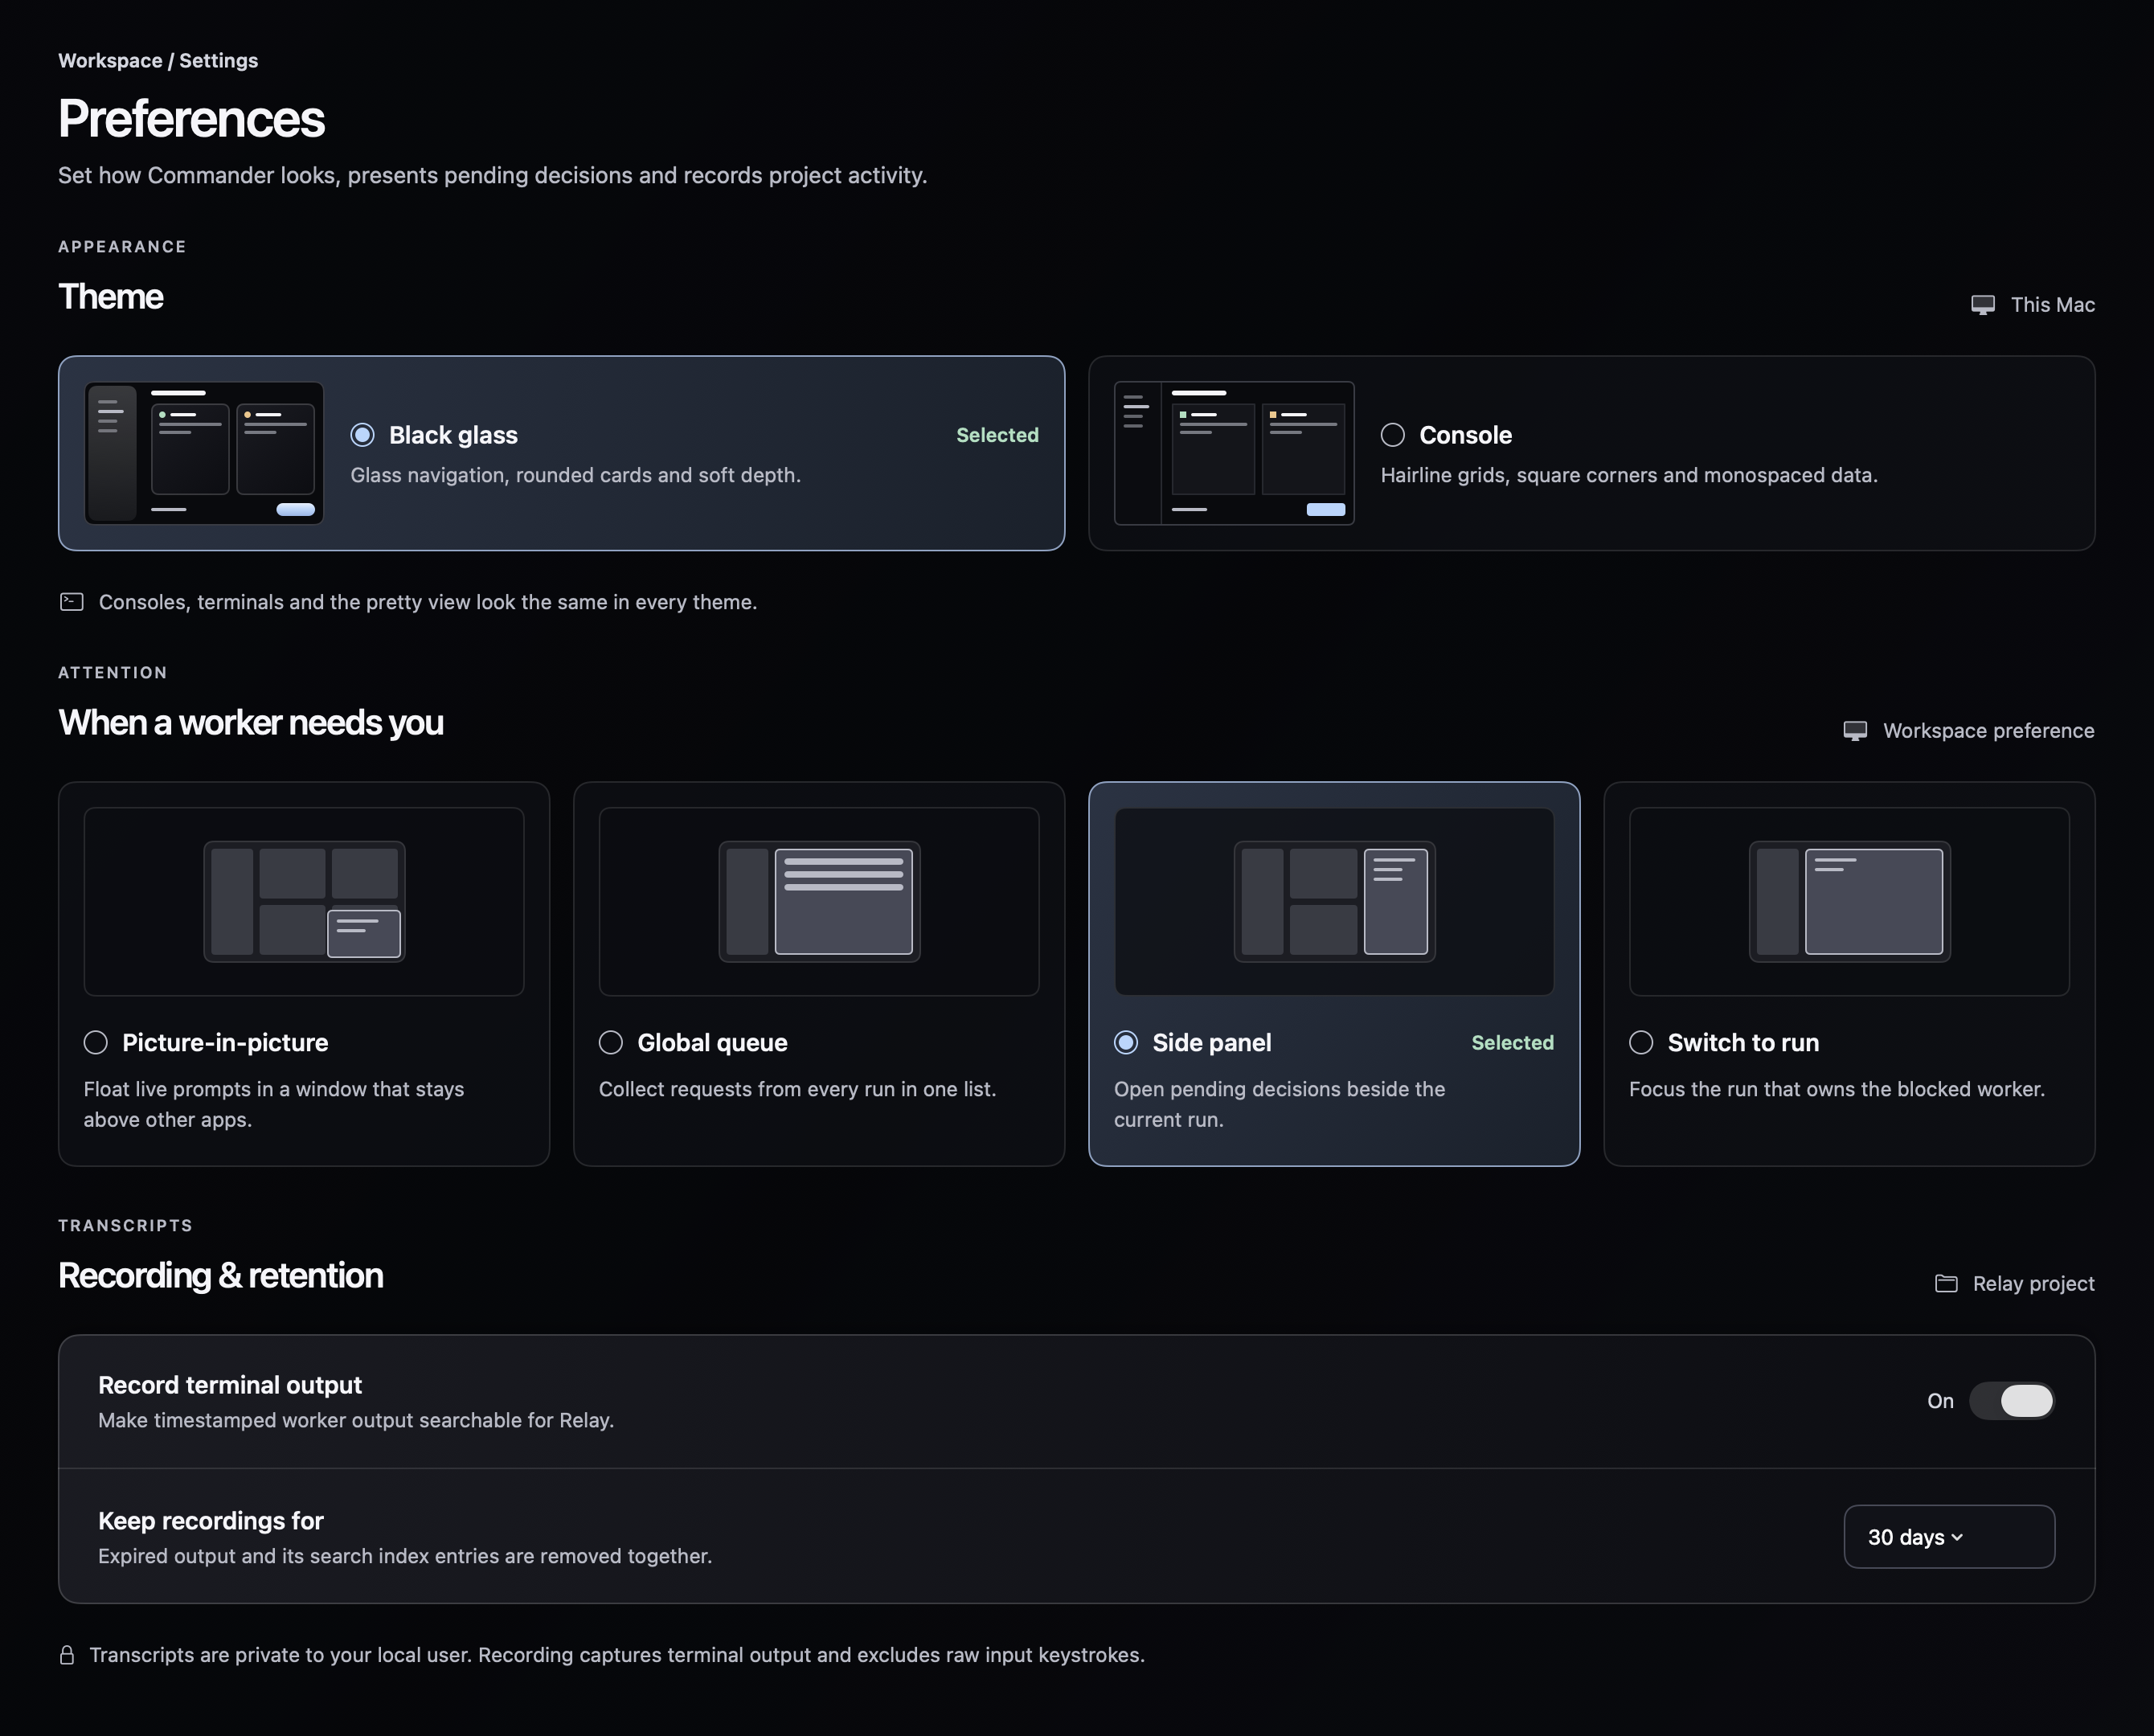 Workspace / Settings
Preferences
Set how Commander looks, presents pending decisions and records project activity.
APPEARANCE
Theme
This Mac
Black glass
Selected
Glass navigation, rounded cards and soft depth.
Console
Hairline grids, square corners and monospaced data.
Consoles, terminals and the pretty view look the same in every theme.
ATTENTION
When a worker needs you
Workspace preference
Picture-in-picture
Float live prompts in a window that stays
above other apps.
Global queue
Collect requests from every run in one list.
Side panel
Selected
Open pending decisions beside the
current run.
Switch to run
Focus the run that owns the blocked worker.
TRANSCRIPTS
Recording & retention
Relay project
Record terminal output
Make timestamped worker output searchable for Relay.
On
Keep recordings for
Expired output and its search index entries are removed together.
30 days
Transcripts are private to your local user. Recording captures terminal output and excludes raw input keystrokes.